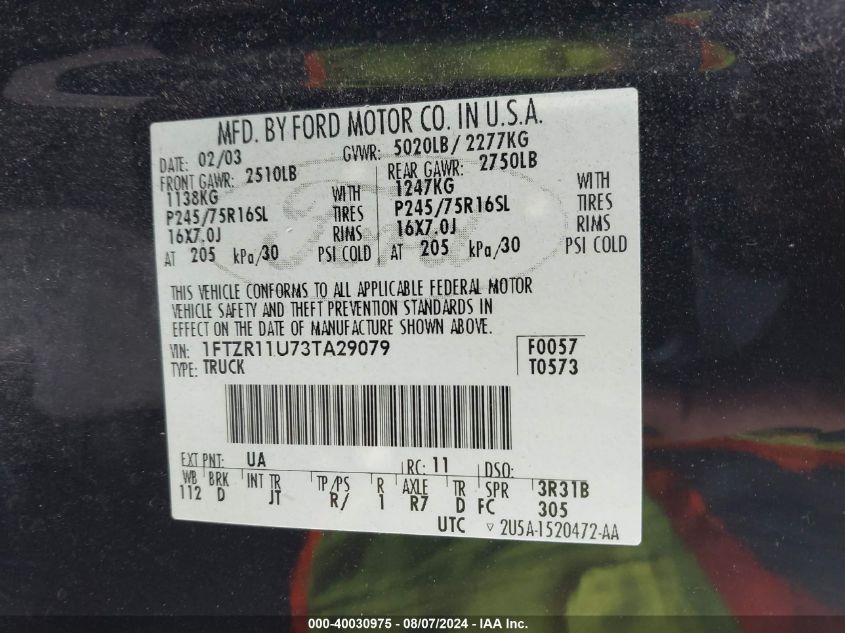 MFD. BY FORD MOTOR CO. IN U.S.A.
DATE: 02/03 GVWR: 5020LB/2277KG
FRONT GAWR: 2510LB REAR GAWR: 2750LB
1138KG WITH 1247KG WITH
P245/75R16SL TIRES P245/75R16SL TIRES
16X7.0J RIMS 16X7.0J RIMS
AT 205 kPa/30 PSI COLD AT 205 kPa/30 PSI COLD
Ford
THIS VEHICLE CONFORMS TO ALL APPLICABLE FEDERAL MOTOR
VEHICLE SAFETY AND THEFT PREVENTION STANDARDS IN
EFFECT ON THE DATE OF MANUFACTURE SHOWN ABOVE.
VIN: 1FTZR11U73TA29079 F0057
TYPE: TRUCK T0573
EXT PNT: UA RC: 11 DSO:
WB BRK INT TR TP/PS R AXLE TR SPR 3R31B
112 D JT R/ 1 R7 D FC 305
UTC ▽ 2U5A-1520472-AA
000-40030975 - 08/07/2024 - IAA Inc.